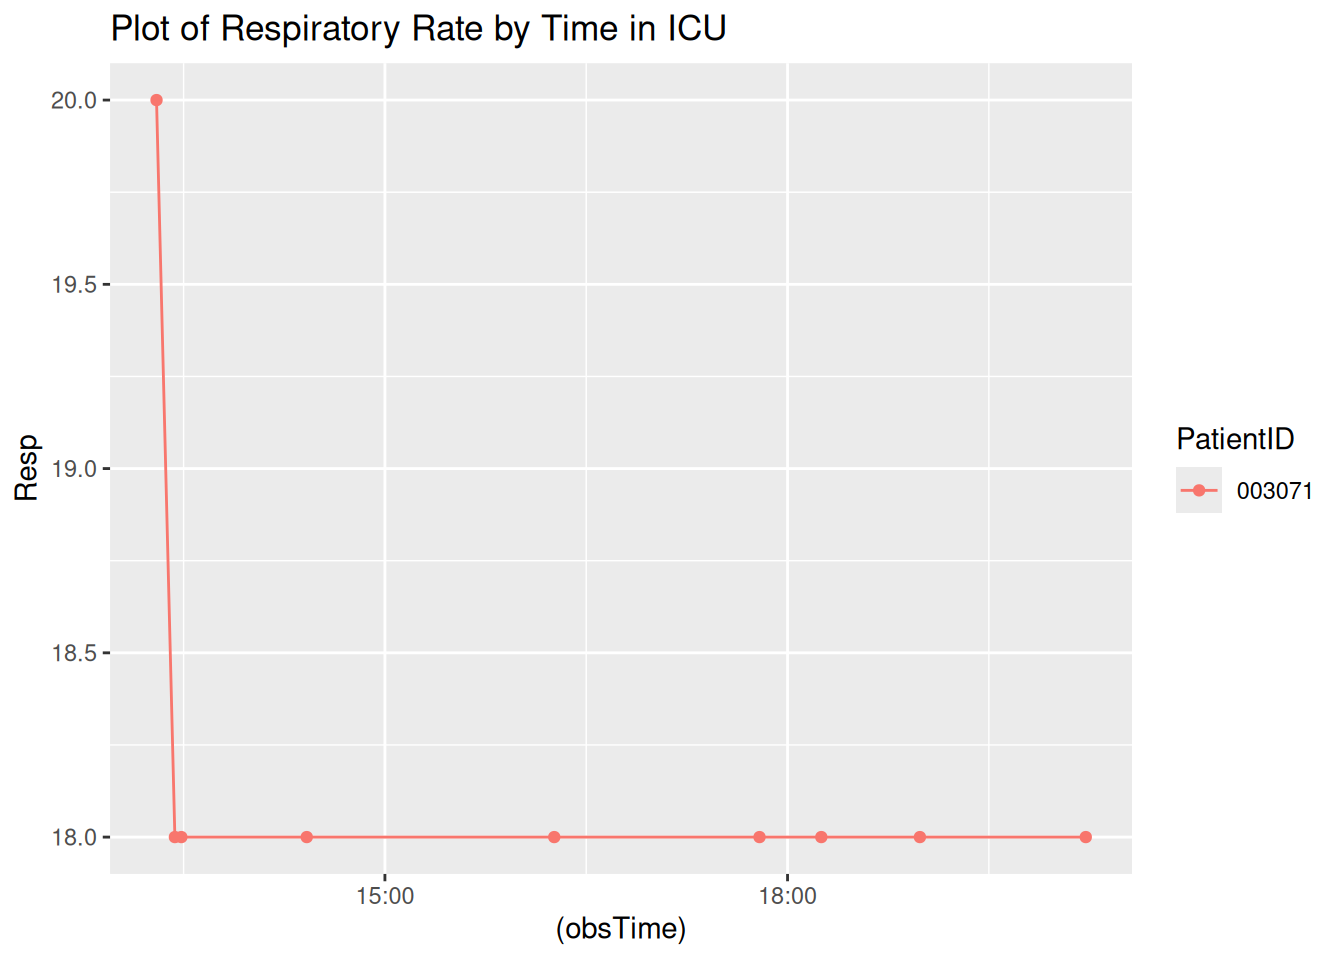 Plot of Respiratory Rate by Time in ICU
20.0
19.5
19.0
18.5
18.0
Resp
15:00
18:00
(obsTime)
PatientID
003071